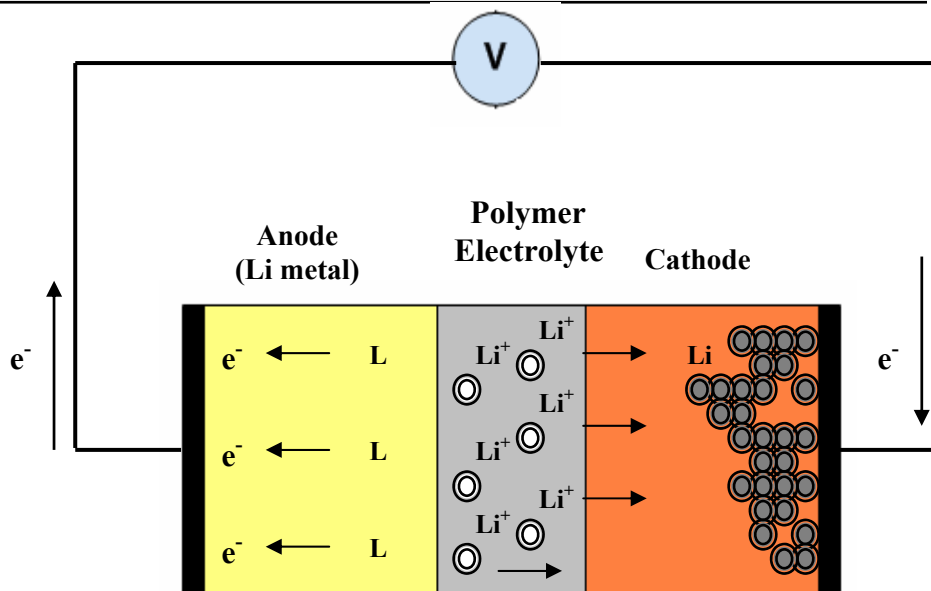 V
Anode
(Li metal)
Polymer
Electrolyte
Cathode
e⁻
e⁻
e⁻ L
e⁻ L
e⁻ L
Li⁺
Li⁺
Li⁺
Li⁺
Li⁺
Li⁺
Li
e⁻